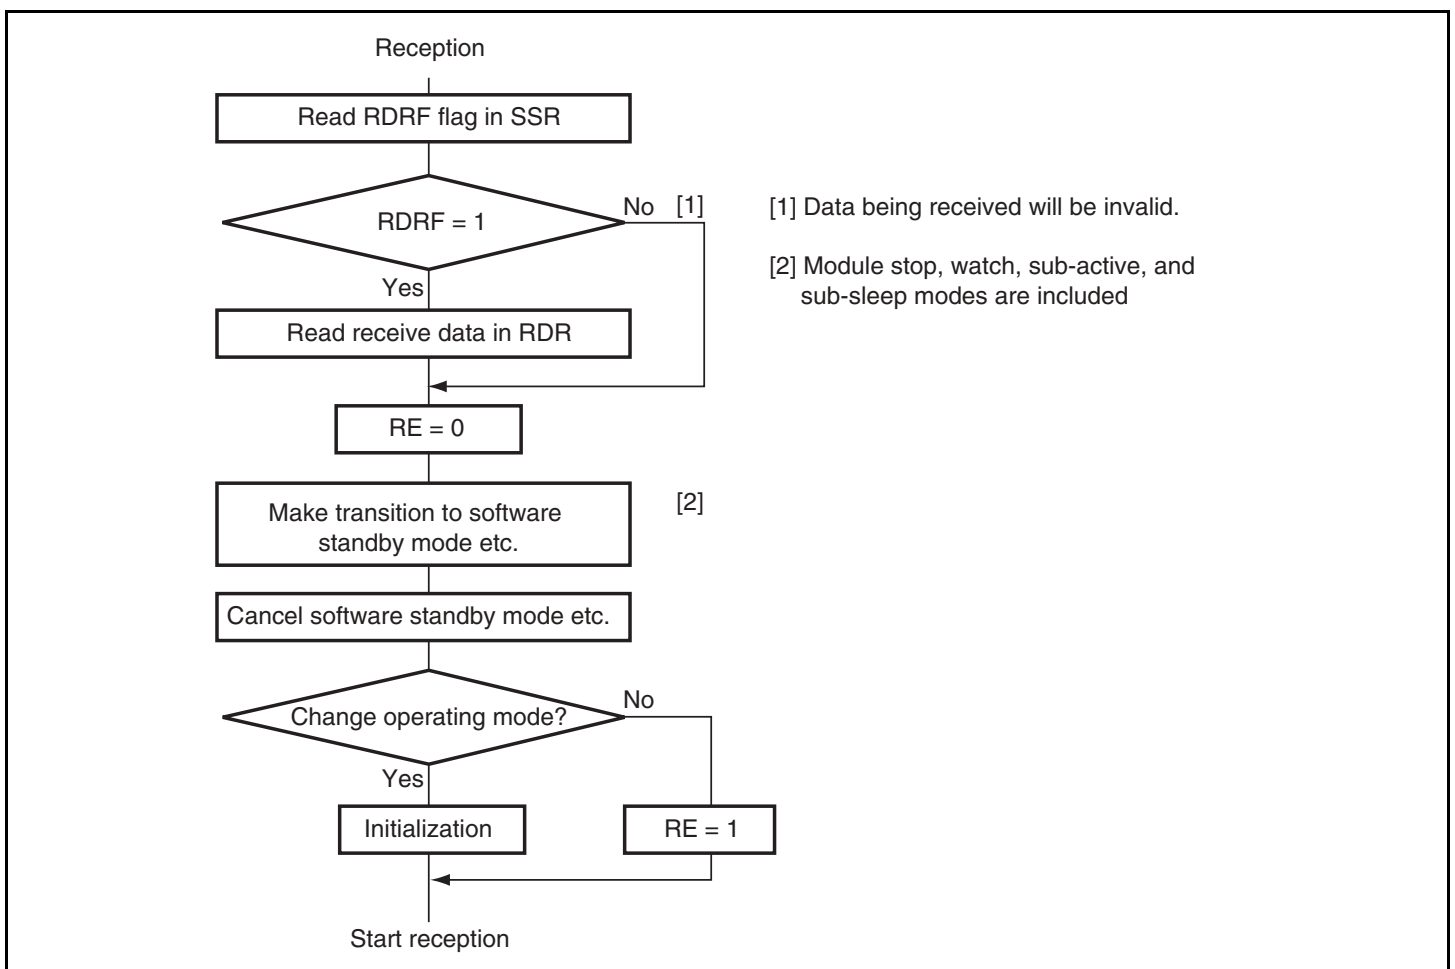 Reception
Read RDRF flag in SSR
RDRF = 1
No [1]
[1] Data being received will be invalid.
[2] Module stop, watch, sub-active, and
sub-sleep modes are included
Yes
Read receive data in RDR
RE = 0
Make transition to software
standby mode etc.
[2]
Cancel software standby mode etc.
Change operating mode?
No
Yes
Initialization
RE = 1
Start reception